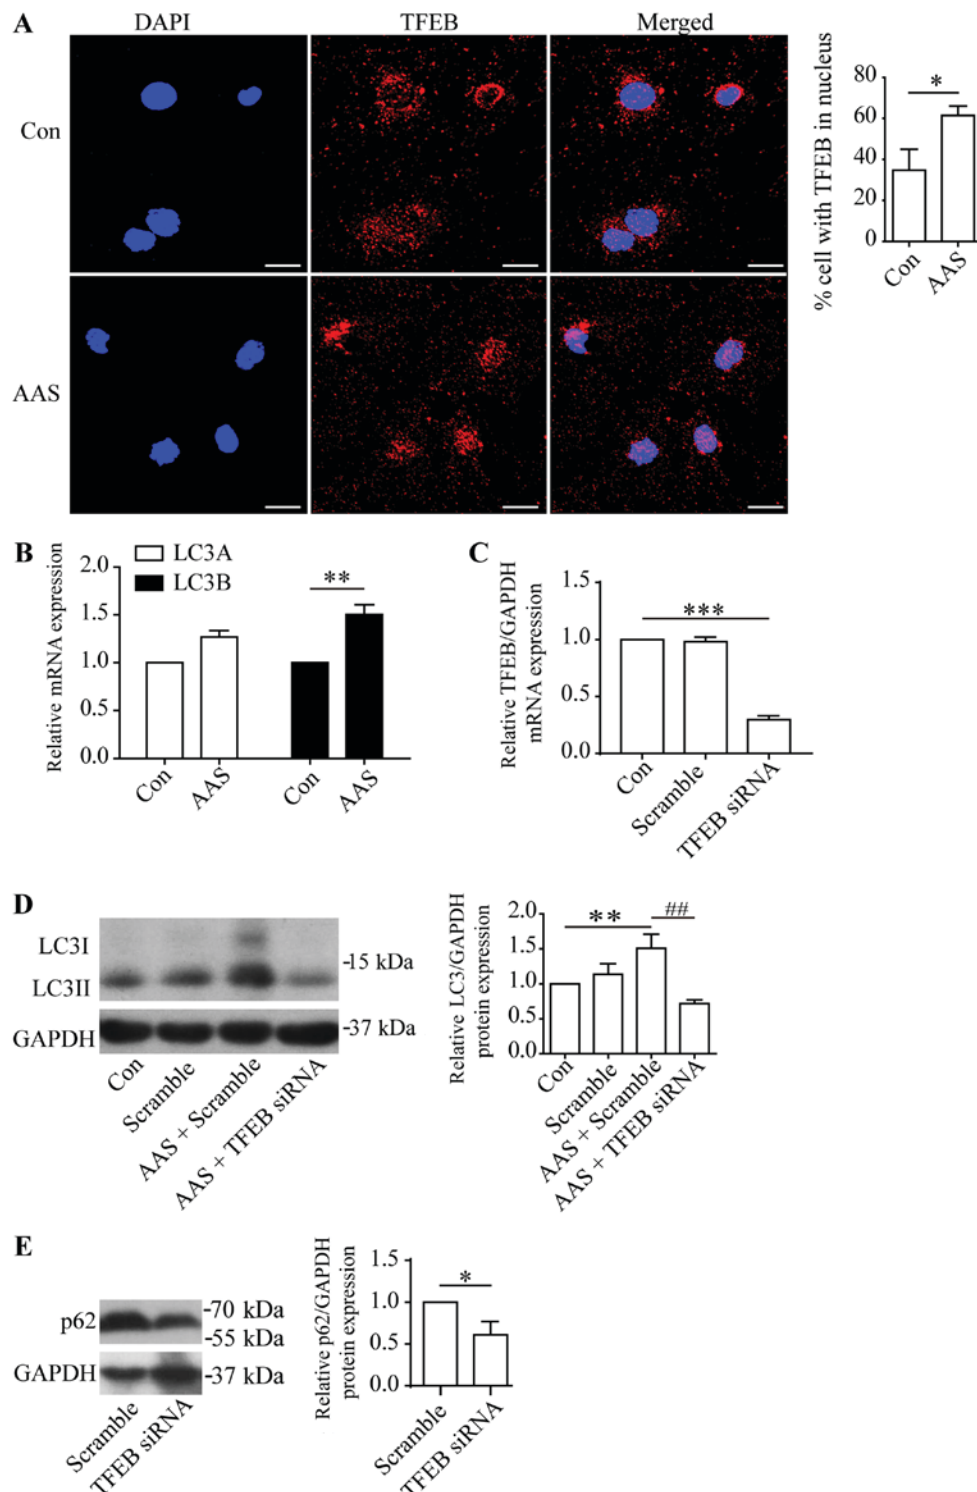 A
DAPI TFEB Merged
Con
AAS
% cell with TFEB in nucleus
80
60
40
20
0
*
Con AAS
B
LC3A
LC3B
Relative mRNA expression
2.0
1.5
1.0
0.5
0.0
**
Con AAS Con AAS
C
Relative TFEB/GAPDH
mRNA expression
1.5
1.0
0.5
0.0
***
Con Scramble TFEB siRNA
D
LC3I
LC3II
GAPDH
-15 kDa
-37 kDa
Con Scramble AAS + Scramble AAS + TFEB siRNA
Relative LC3/GAPDH
protein expression
2.0
1.5
1.0
0.5
0.0
** ##
Con Scramble AAS + Scramble AAS + TFEB siRNA
E
p62
GAPDH
-70 kDa
-55 kDa
-37 kDa
Scramble TFEB siRNA
Relative p62/GAPDH
protein expression
1.5
1.0
0.5
0.0
*
Scramble TFEB siRNA